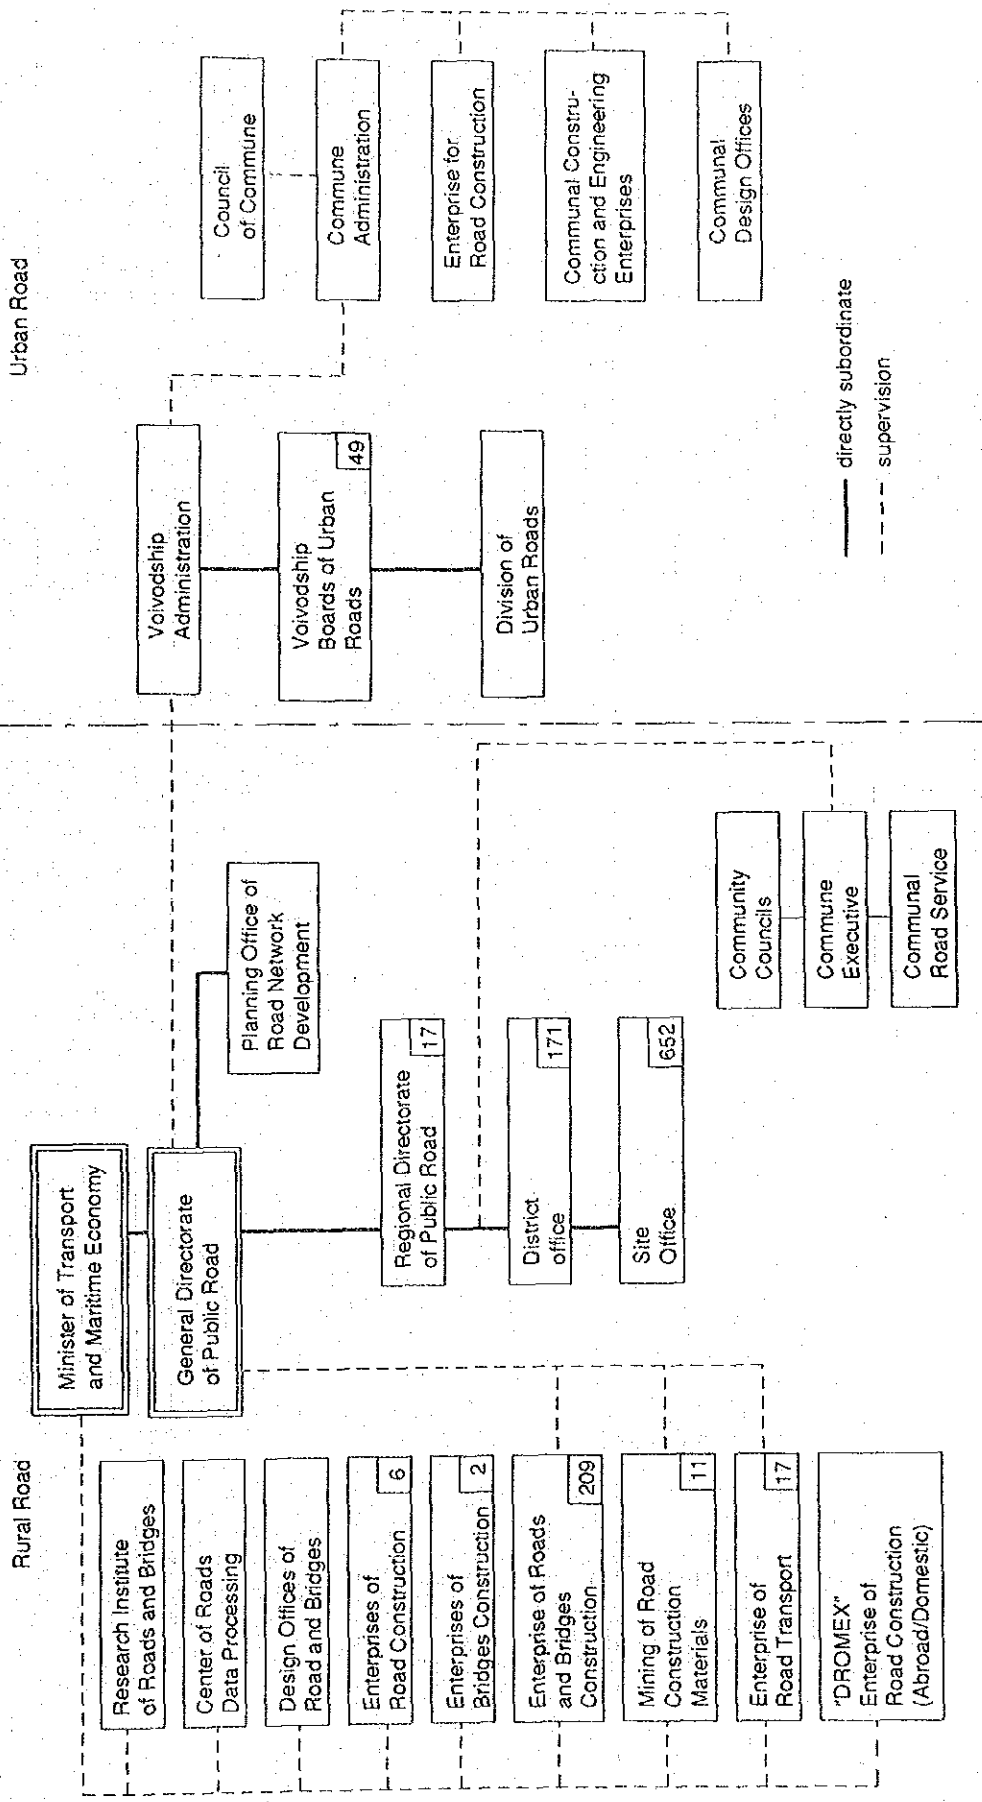 Rural Road
Urban Road
Minister of Transport
and Maritime Economy
General Directorate
of Public Road
Planning Office of
Road Network
Development
Regional Directorate
of Public Road
17
District
office
171
Site
Office
652
Research Institute
of Roads and Bridges
Center of Roads
Data Processing
Design Offices of
Road and Bridges
Enterprises of
Road Construction
6
Enterprises of
Bridges Construction
2
Enterprise of Roads
and Bridges
Construction
209
Mining of Road
Construction
Materials
11
Enterprise of
Road Transport
17
"DROMEX"
Enterprise of
Road Construction
(Abroad/Domestic)
Community
Councils
Commune
Executive
Communal
Road Service
Voivodship
Administration
Voivodship
Boards of Urban
Roads
49
Division of
Urban Roads
Council
of Commune
Commune
Administration
Enterprise for
Road Construction
Communal Constru-
ction and Engineering
Enterprises
Communal
Design Offices
directly subordinate
supervision